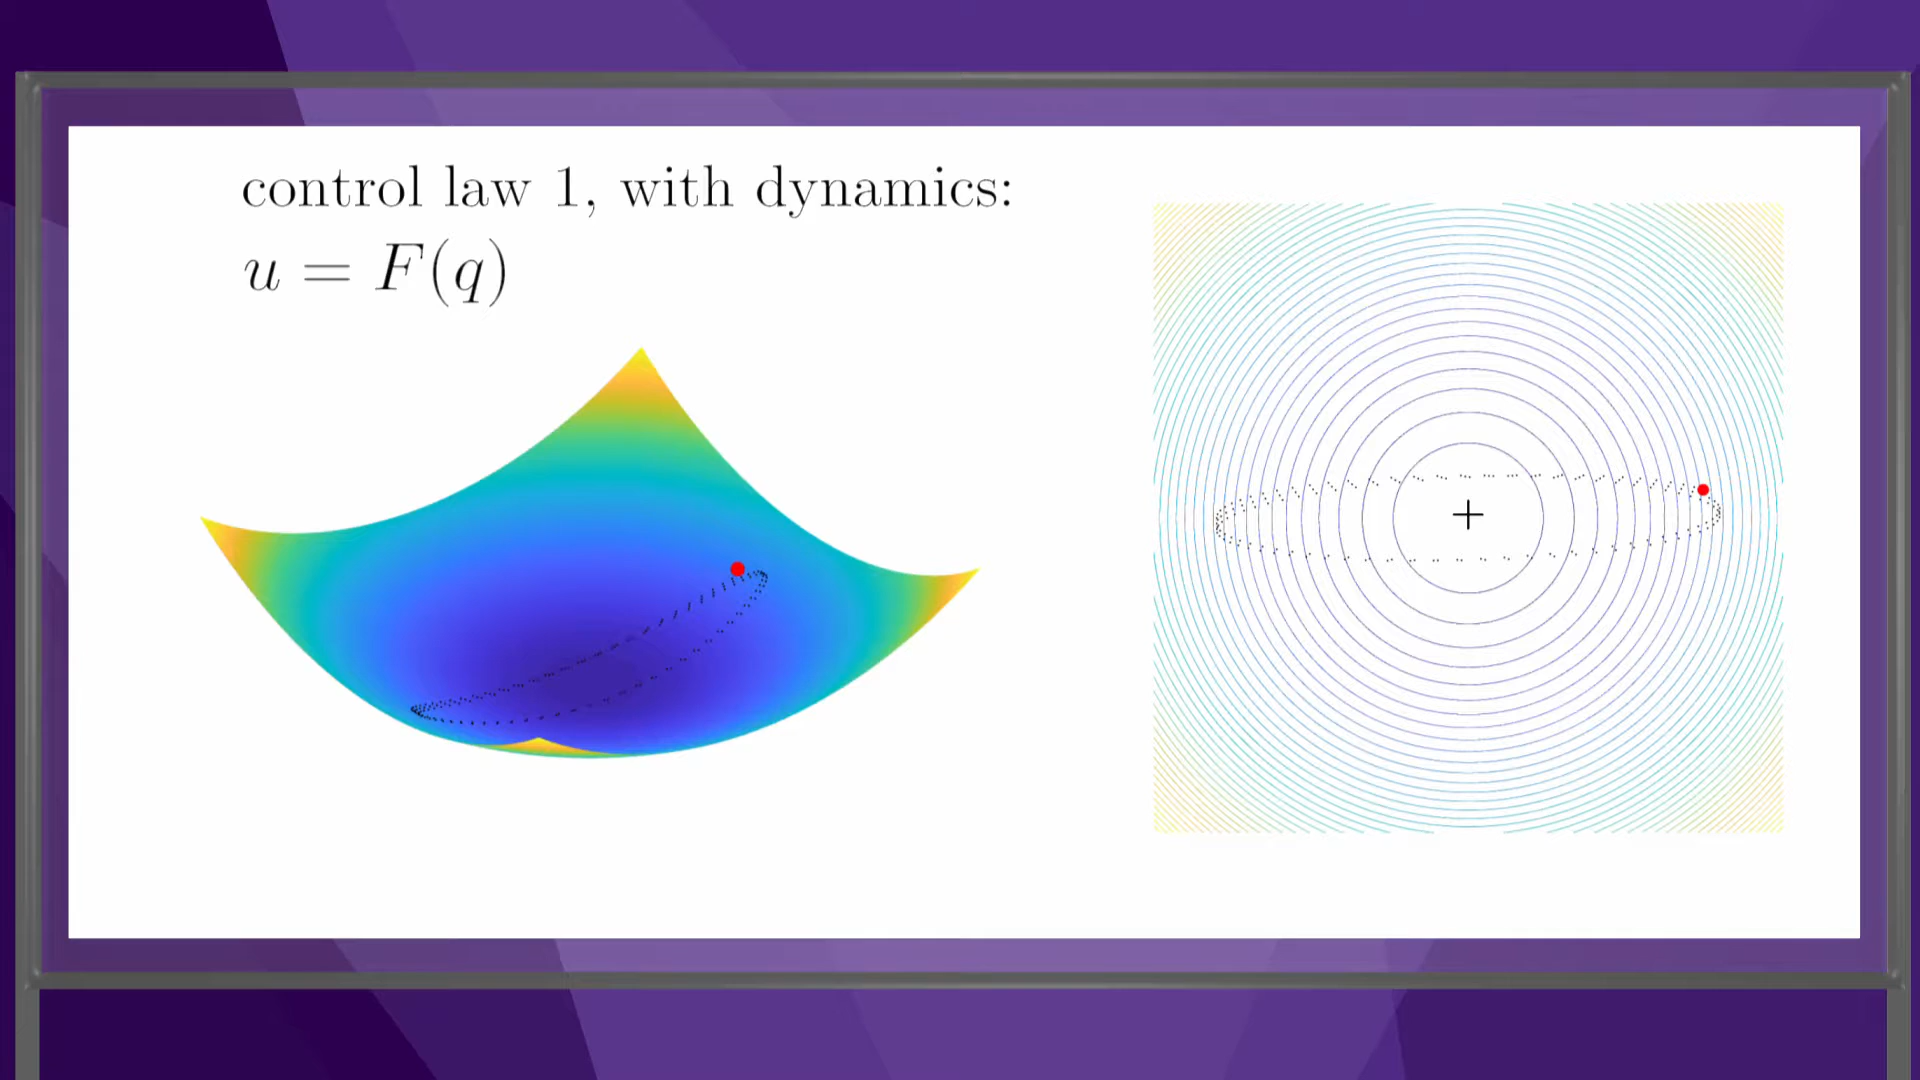 control law 1, with dynamics:
u = F(q)